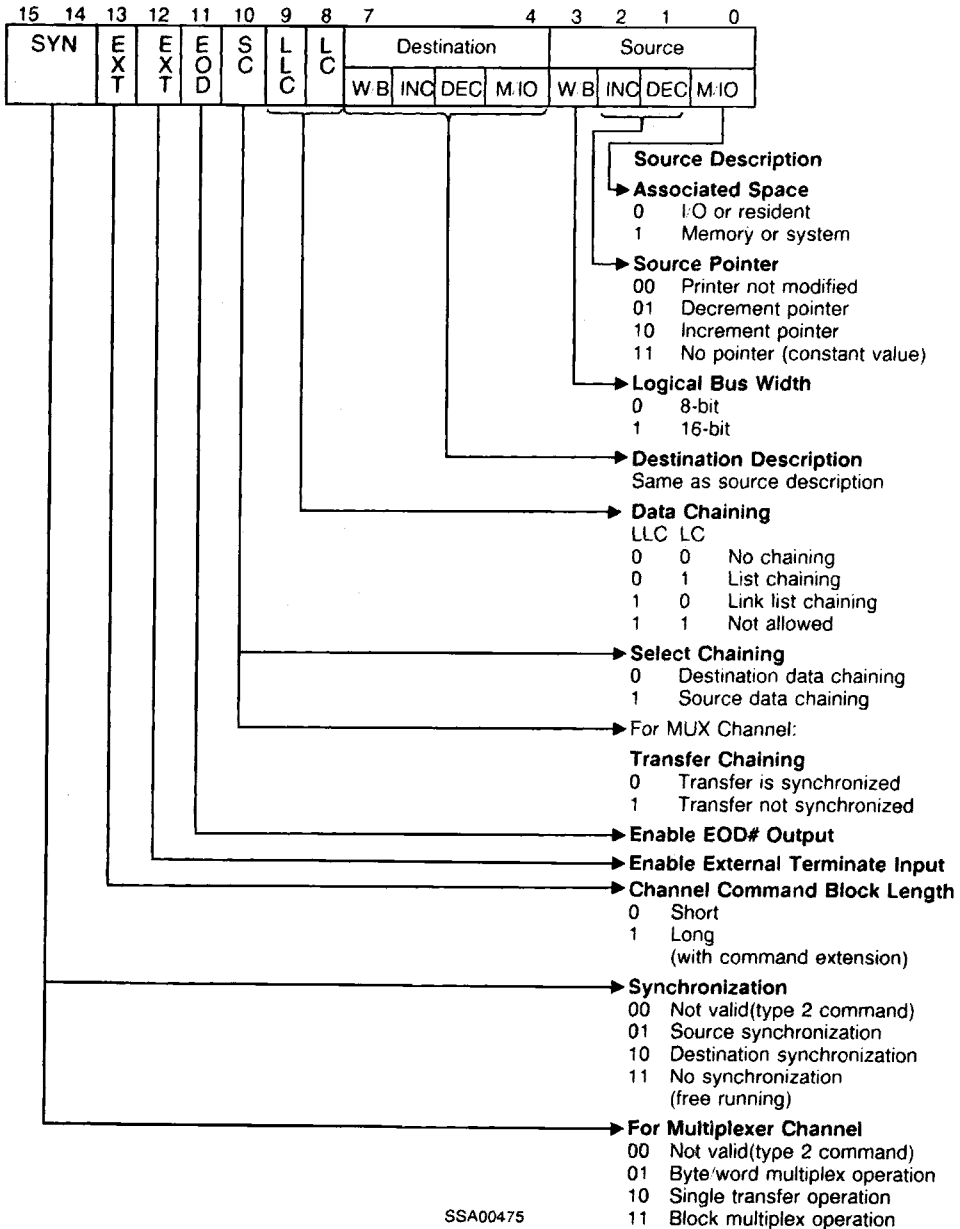 15 14 13 12 11 10 9 8 7 4 3 2 1 0
SYN EXT EXT EOD SC LLC LC Destination Source
W/B INC DEC M/IO W/B INC DEC M/IO
Source Description
Associated Space
0 I/O or resident
1 Memory or system
Source Pointer
00 Printer not modified
01 Decrement pointer
10 Increment pointer
11 No pointer (constant value)
Logical Bus Width
0 8-bit
1 16-bit
Destination Description
Same as source description
Data Chaining
LLC LC
0 0 No chaining
0 1 List chaining
1 0 Link list chaining
1 1 Not allowed
Select Chaining
0 Destination data chaining
1 Source data chaining
For MUX Channel:
Transfer Chaining
0 Transfer is synchronized
1 Transfer not synchronized
Enable EOD# Output
Enable External Terminate Input
Channel Command Block Length
0 Short
1 Long
(with command extension)
Synchronization
00 Not valid(type 2 command)
01 Source synchronization
10 Destination synchronization
11 No synchronization
(free running)
For Multiplexer Channel
00 Not valid(type 2 command)
01 Byte/word multiplex operation
10 Single transfer operation
11 Block multiplex operation
SSA00475